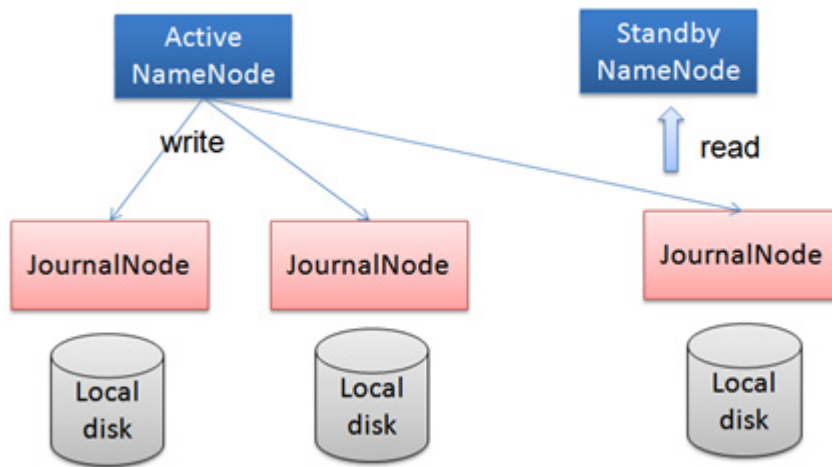 Active
NameNode
Standby
NameNode
write
read
JournalNode
JournalNode
JournalNode
Local
disk
Local
disk
Local
disk